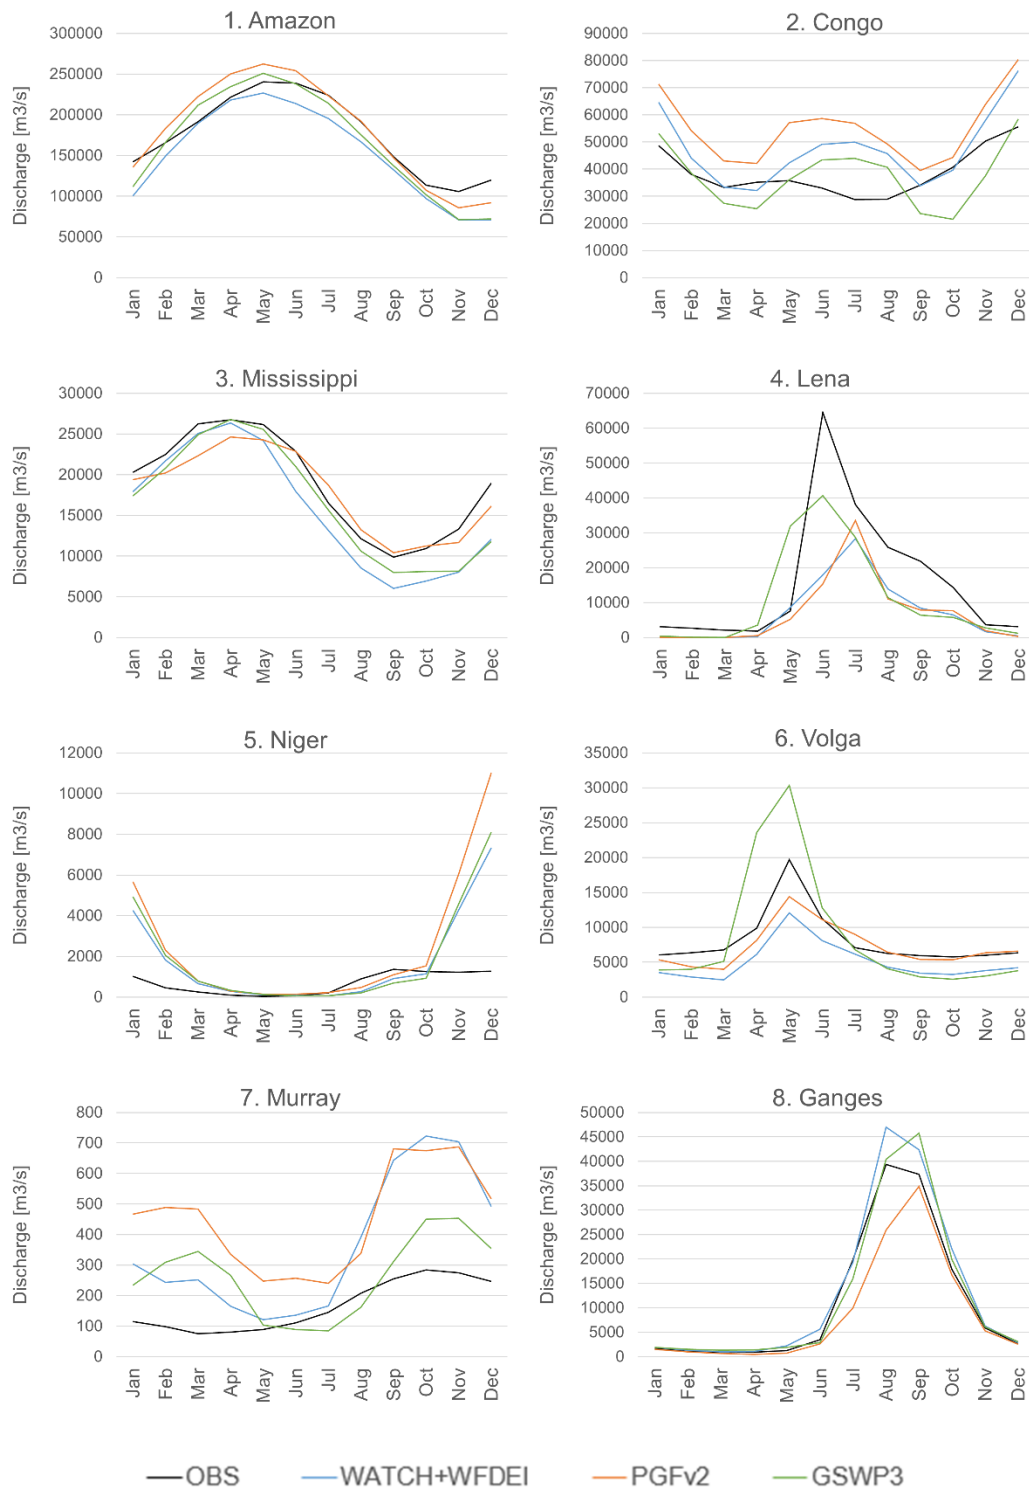 1. Amazon
Discharge [m3/s]
300000
250000
200000
150000
100000
50000
0
Jan Feb Mar Apr May Jun Jul Aug Sep Oct Nov Dec
2. Congo
Discharge [m3/s]
90000
80000
70000
60000
50000
40000
30000
20000
10000
0
Jan Feb Mar Apr May Jun Jul Aug Sep Oct Nov Dec
3. Mississippi
Discharge [m3/s]
30000
25000
20000
15000
10000
5000
0
Jan Feb Mar Apr May Jun Jul Aug Sep Oct Nov Dec
4. Lena
Discharge [m3/s]
70000
60000
50000
40000
30000
20000
10000
0
Jan Feb Mar Apr May Jun Jul Aug Sep Oct Nov Dec
5. Niger
Discharge [m3/s]
12000
10000
8000
6000
4000
2000
0
Jan Feb Mar Apr May Jun Jul Aug Sep Oct Nov Dec
6. Volga
Discharge [m3/s]
35000
30000
25000
20000
15000
10000
5000
0
Jan Feb Mar Apr May Jun Jul Aug Sep Oct Nov Dec
7. Murray
Discharge [m3/s]
800
700
600
500
400
300
200
100
0
Jan Feb Mar Apr May Jun Jul Aug Sep Oct Nov Dec
8. Ganges
Discharge [m3/s]
50000
45000
40000
35000
30000
25000
20000
15000
10000
5000
0
Jan Feb Mar Apr May Jun Jul Aug Sep Oct Nov Dec
OBS WATCH+WFDEI PGFv2 GSWP3